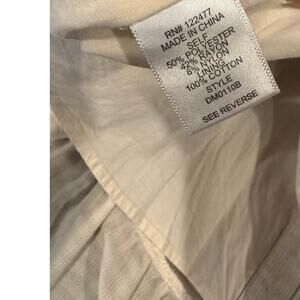 RN# 122477
MADE IN CHINA
SELF
50% POLYESTER
42% RAYON
8% NYLON
LINING
100% COTTON
STYLE
DM0110B
SEE REVERSE